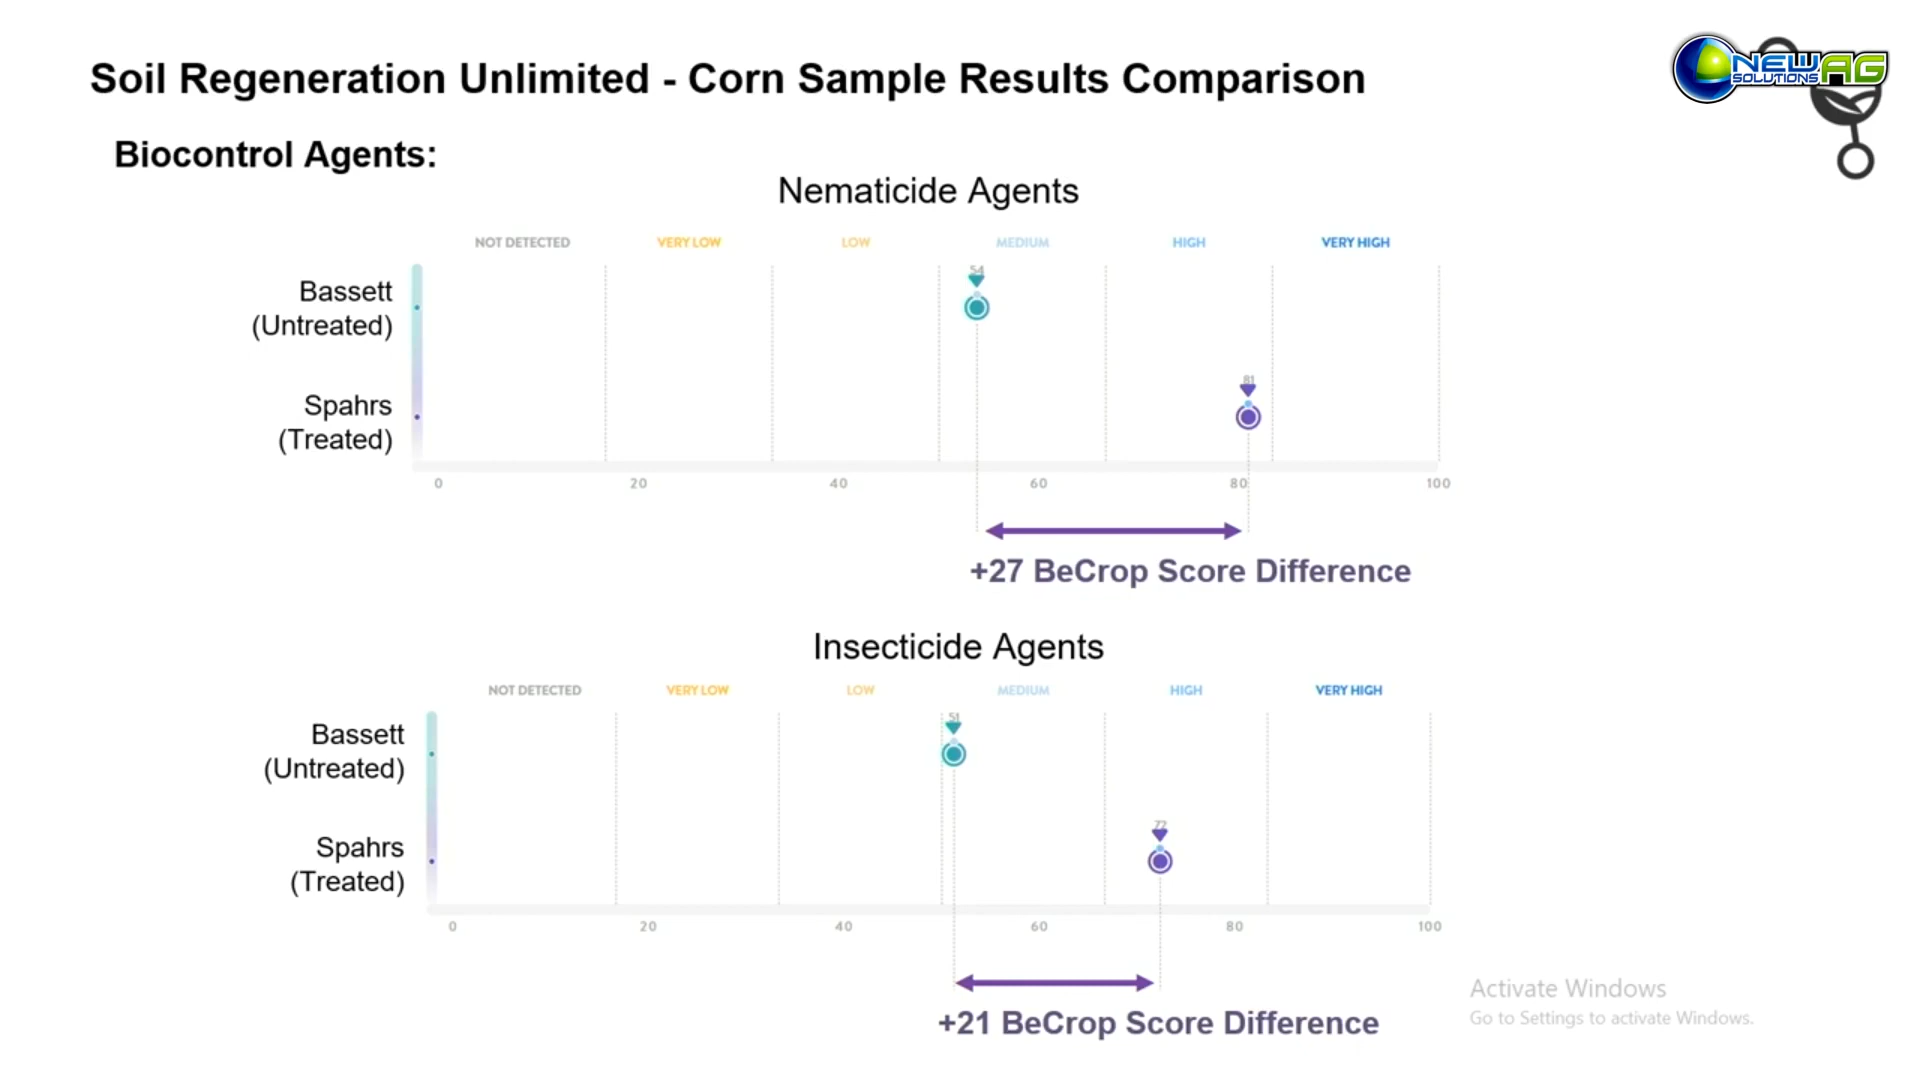 Soil Regeneration Unlimited - Corn Sample Results Comparison
NEW AG
SOLUTIONS
Biocontrol Agents:
Nematicide Agents
NOT DETECTED VERY LOW LOW MEDIUM HIGH VERY HIGH
54
Bassett
(Untreated)
81
Spahrs
(Treated)
0 20 40 60 80 100
+27 BeCrop Score Difference
Insecticide Agents
NOT DETECTED VERY LOW LOW MEDIUM HIGH VERY HIGH
51
Bassett
(Untreated)
Spahrs
(Treated)
0 20 40 60 80 100
+21 BeCrop Score Difference
Activate Windows
Go to Settings to activate Windows.